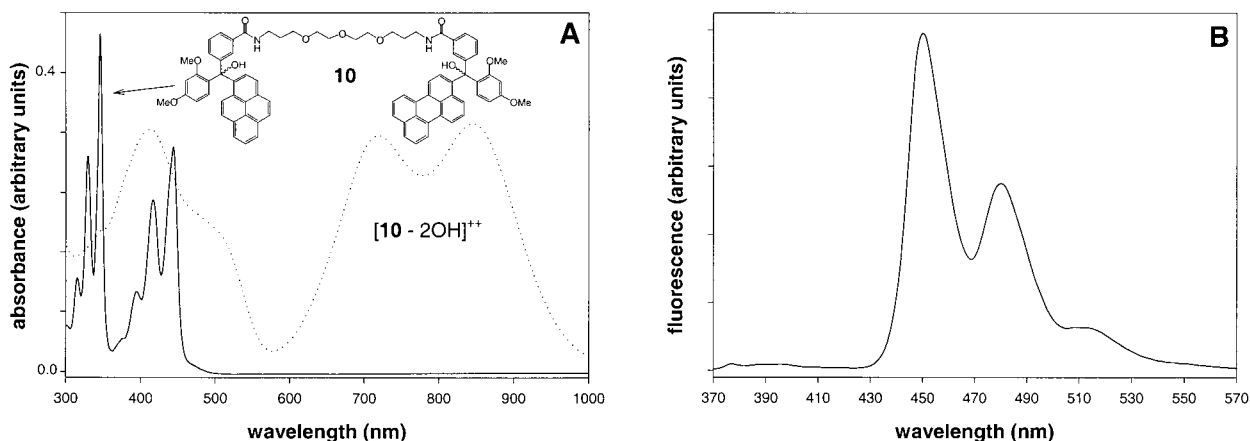 A
O
N
H
O
O
O
N
H
O
MeO
OH
MeO
10
HO
OMe
OMe
absorbance (arbitrary units)
0.4
0.0
[10 - 2OH]++
300 400 500 600 700 800 900 1000
wavelength (nm)
B
fluorescence (arbitrary units)
370 390 410 430 450 470 490 510 530 550 570
wavelength (nm)